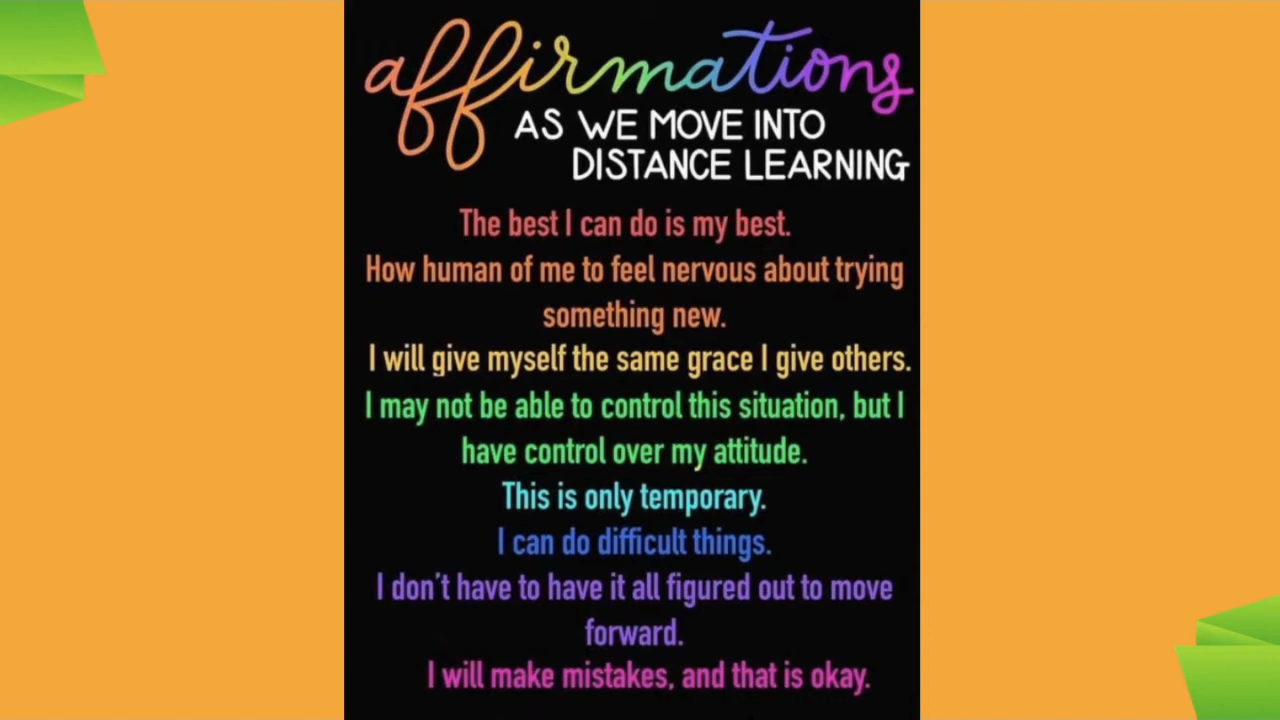 affirmations
AS WE MOVE INTO
DISTANCE LEARNING
The best I can do is my best.
How human of me to feel nervous about trying
something new.
I will give myself the same grace I give others.
I may not be able to control this situation, but I
have control over my attitude.
This is only temporary.
I can do difficult things.
I don't have to have it all figured out to move
forward.
I will make mistakes, and that is okay.